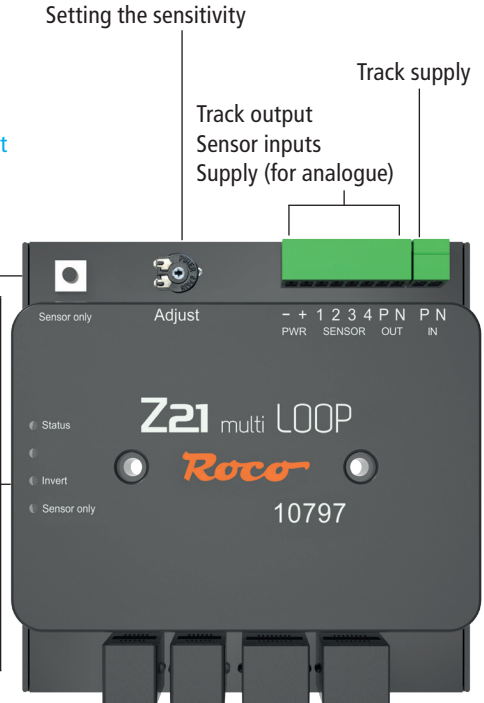 Setting the sensitivity
Track supply
Track output
Sensor inputs
Supply (for analogue)
t
Sensor only
Adjust
− + 1 2 3 4 P N P N
PWR SENSOR OUT IN
Status
Z21 multi LOOP
Invert
Roco
Sensor only
10797